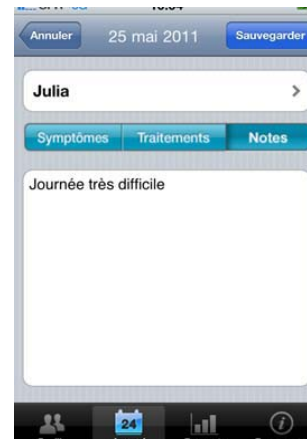 Annuler 25 mai 2011 Sauvegarder
Julia
Symptômes Traitements Notes
Journée très difficile
24